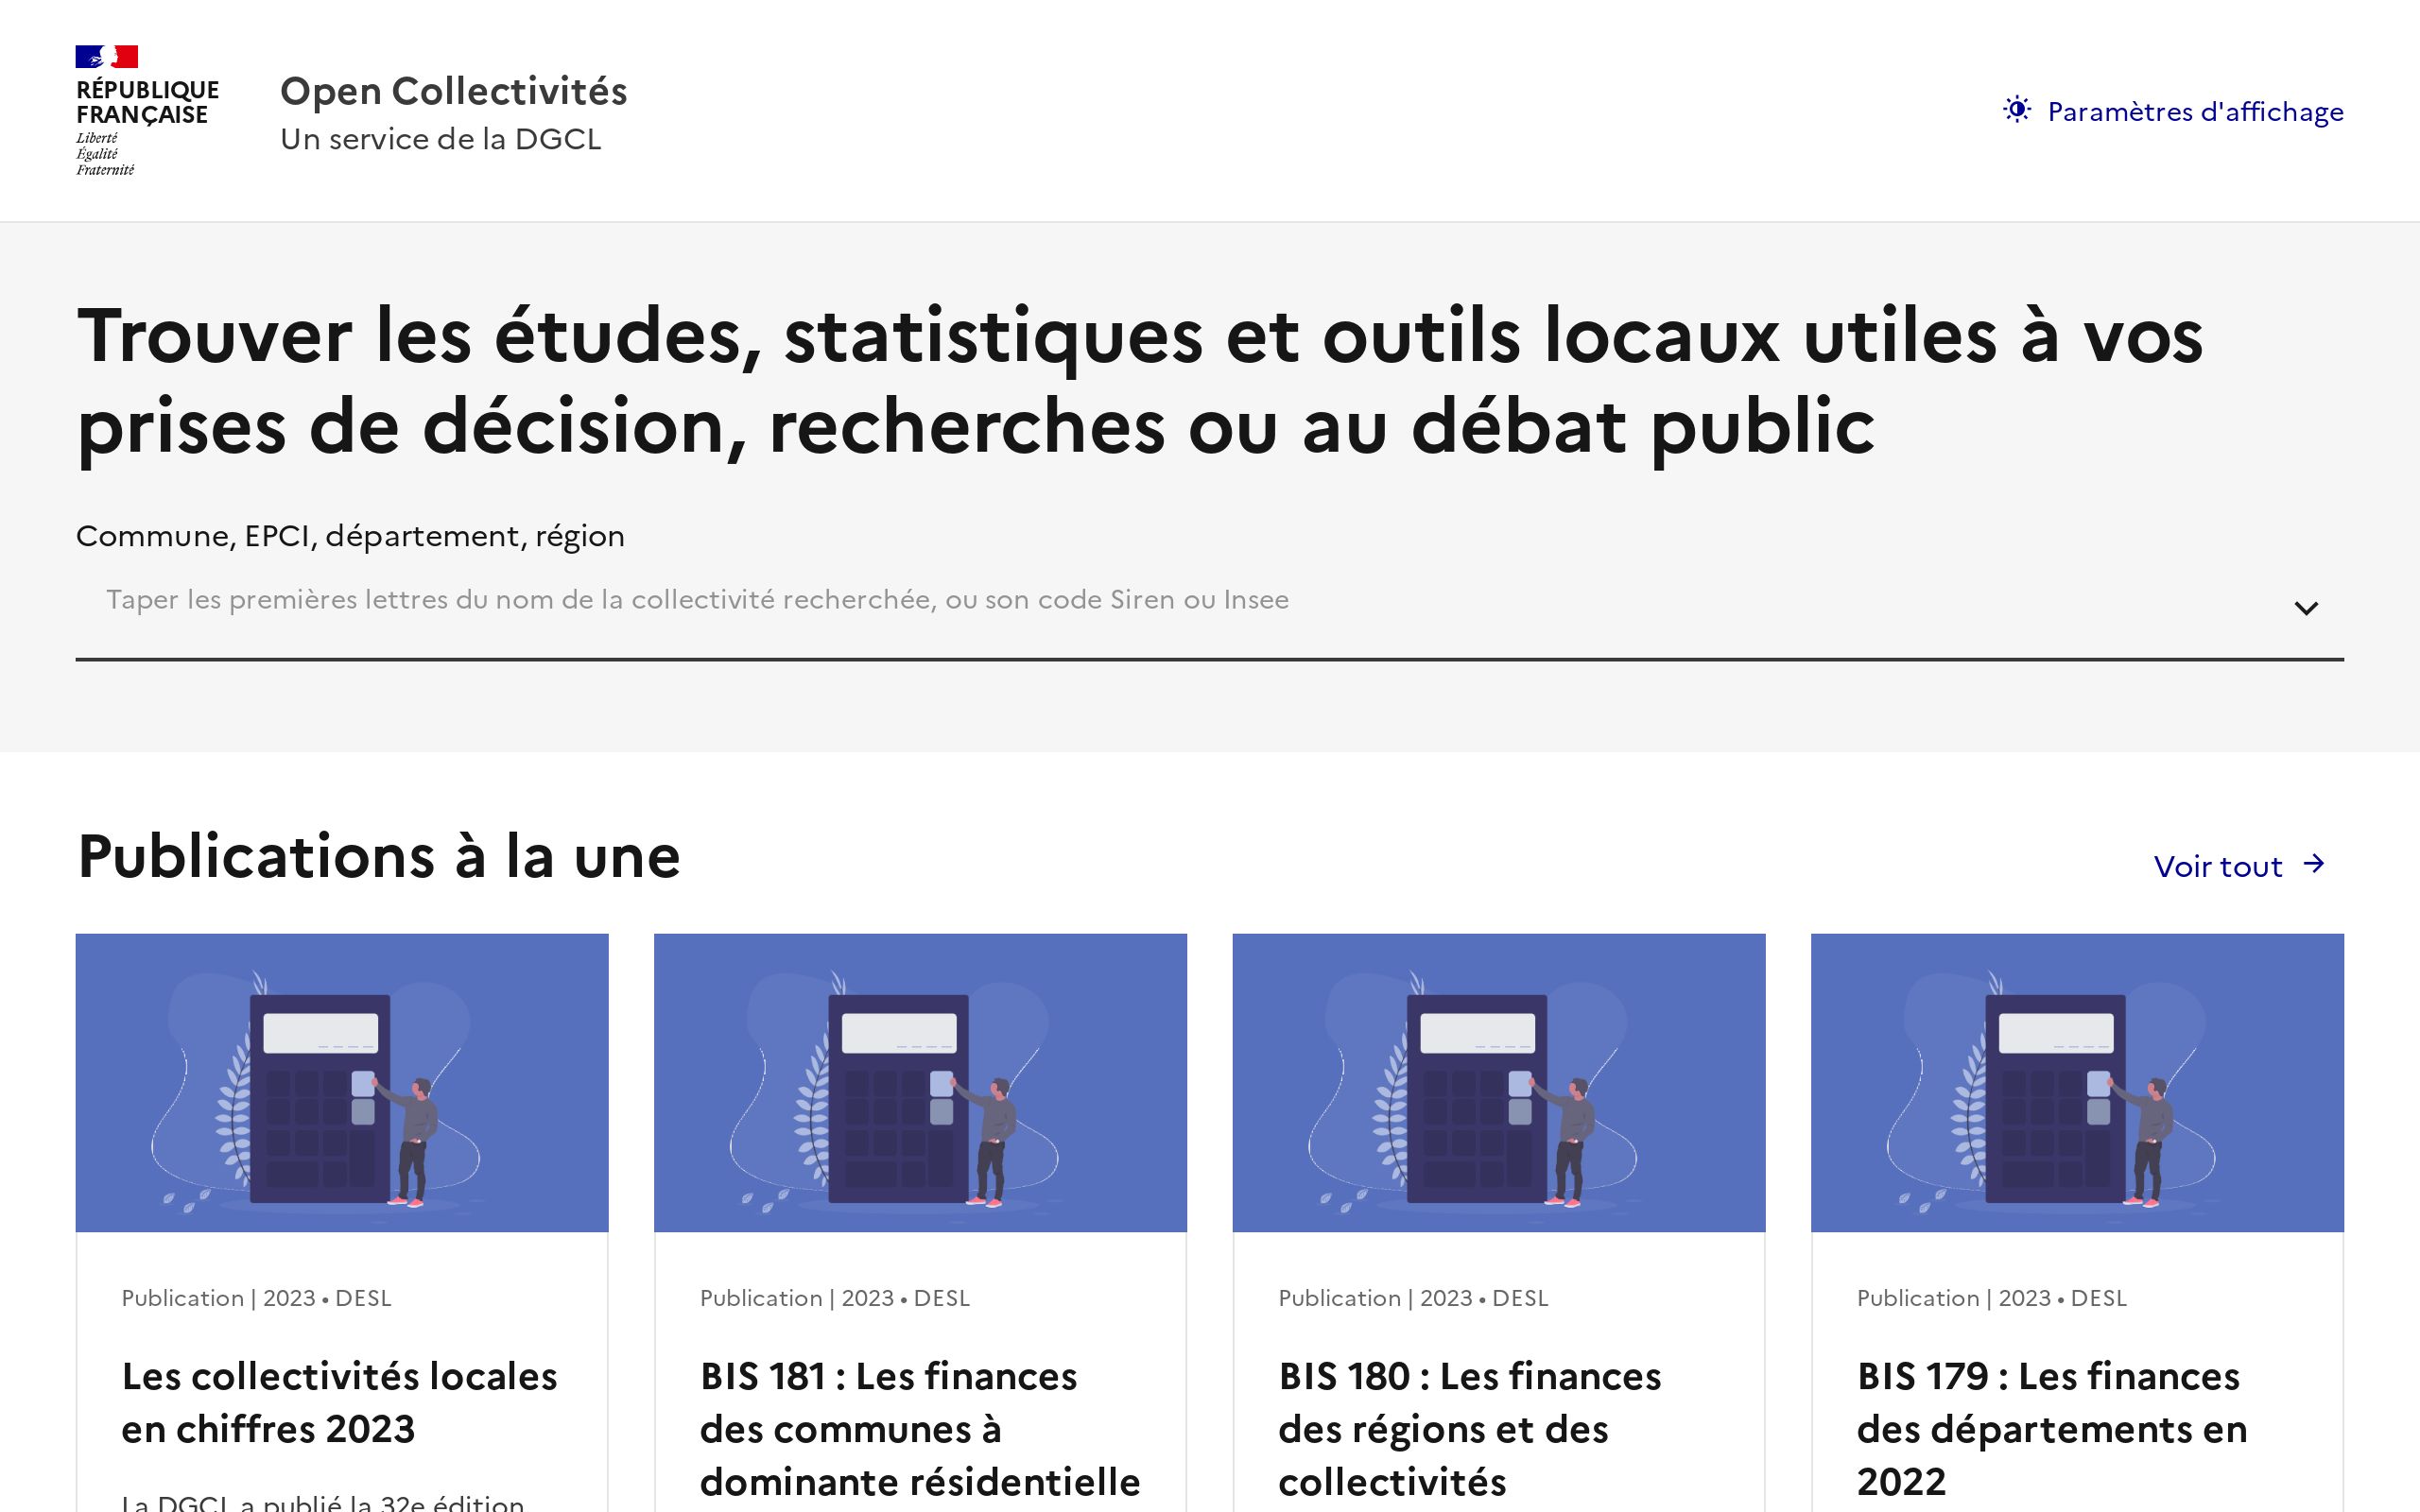 RÉPUBLIQUE
FRANÇAISE
Liberté
Égalité
Fraternité
Open Collectivités
Un service de la DGCL
Paramètres d'affichage
Trouver les études, statistiques et outils locaux utiles à vos
prises de décision, recherches ou au débat public
Commune, EPCI, département, région
Taper les premières lettres du nom de la collectivité recherchée, ou son code Siren ou Insee
Publications à la une
Voir tout
Publication | 2023 • DESL
Les collectivités locales
en chiffres 2023
La DGCL a publié la 32e édition
Publication | 2023 • DESL
BIS 181 : Les finances
des communes à
dominante résidentielle
Publication | 2023 • DESL
BIS 180 : Les finances
des régions et des
collectivités
Publication | 2023 • DESL
BIS 179 : Les finances
des départements en
2022